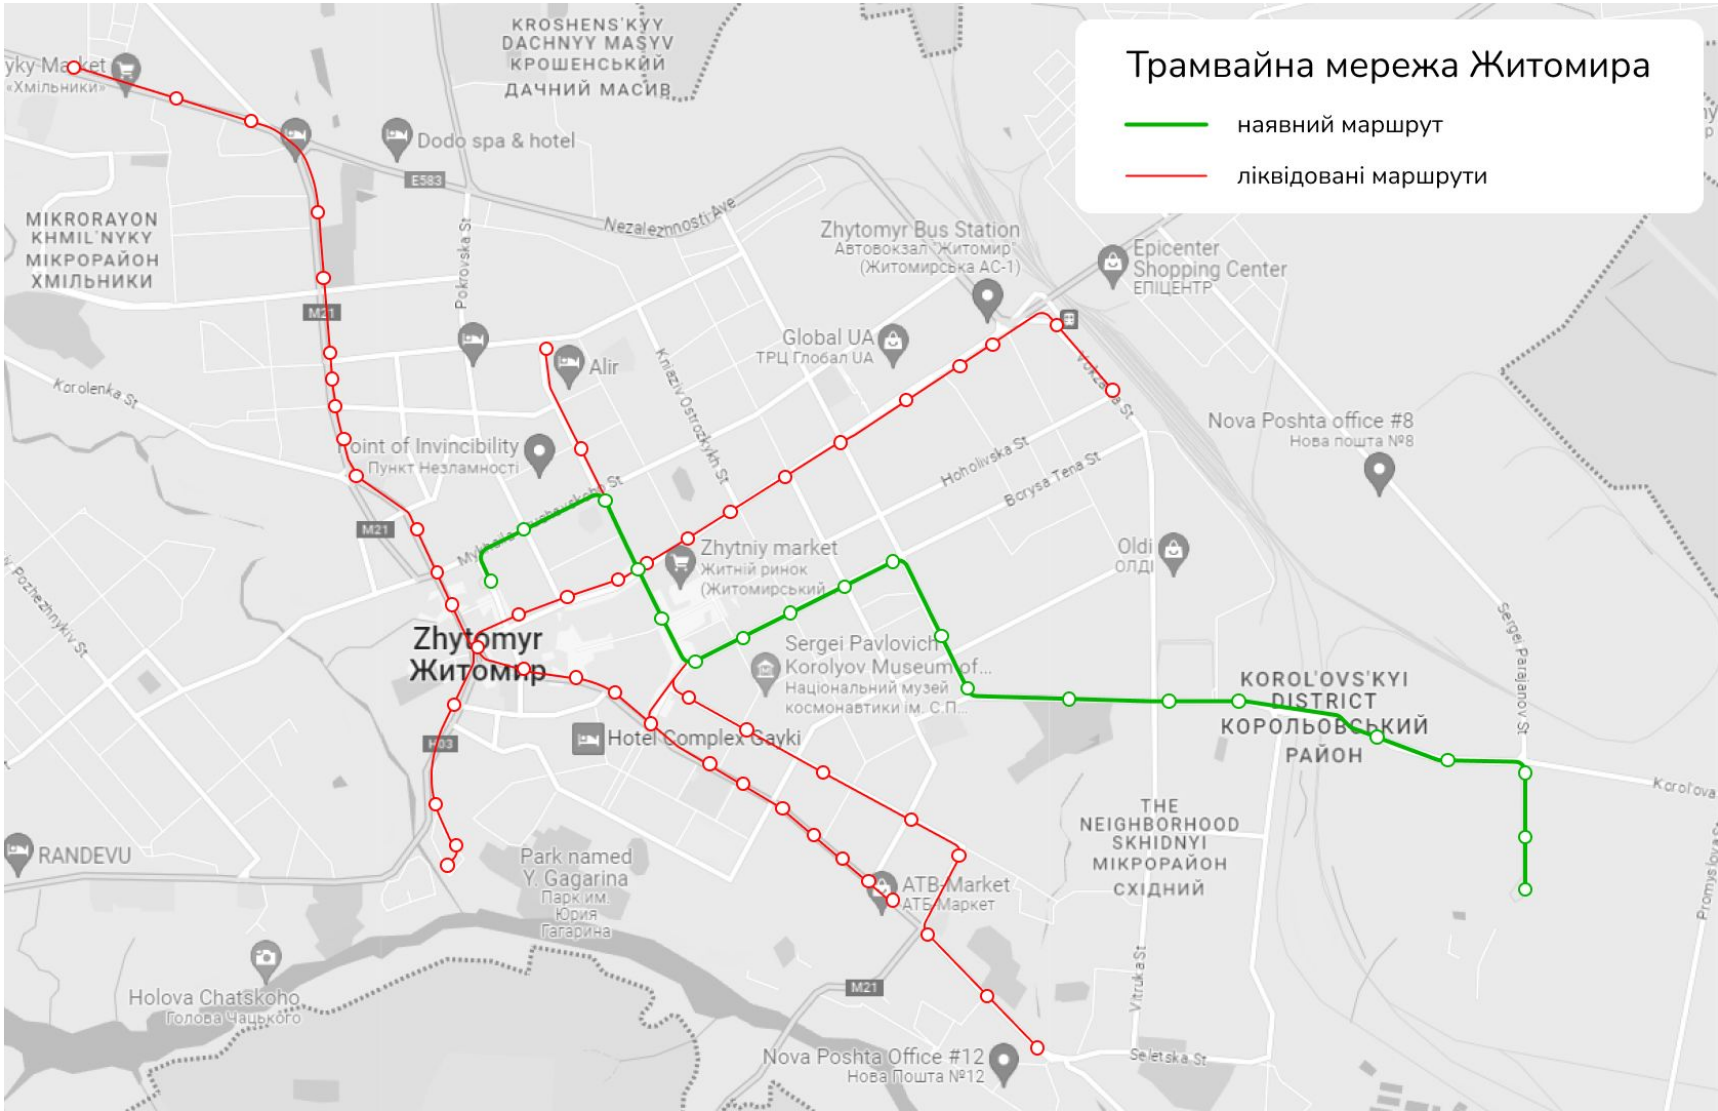 KROSHENS'KYY
DACHNYY MASYV
КРОШЕНСЬКИЙ
ДАЧНИЙ МАСИВ
Трамвайна мережа Житомира
наявний маршрут
ліквідовані маршрути
yky Market
«Хмільники»
Dodo spa & hotel
E583
Nezalezhnosti Ave
MIKRORAYON
KHMIL'NYKY
МІКРОРАЙОН
ХМІЛЬНИКИ
Pokrovska St
Zhytomyr Bus Station
Автовокзал "Житомир"
(Житомирська АС-1)
Epicenter
Shopping Center
ЕПІЦЕНТР
M21
Global UA
ТРЦ Глобал UA
Alir
Kniaziv Ostrozkykh St
Korolenka St
Nova Poshta office #8
Нова пошта №8
Point of Invincibility
Пункт Незламності
Hoholivska St
Borysa Tena St
M21
Zhytniy market
Житній ринок
(Житомирський
Oldi
ОЛДІ
Pozhezhnykiv St
Zhytomyr
Житомир
Sergei Pavlovich
Korolyov Museum of...
Національний музей
космонавтики ім. С.П...
Sergei Parajanov St
KOROL'OVS'KYI
DISTRICT
КОРОЛЬОВСЬКИЙ
РАЙОН
H03
Hotel Complex Gayki
Korol'ova
THE
NEIGHBORHOOD
SKHIDNYI
МІКРОРАЙОН
СХІДНИЙ
RANDEVU
Park named
Y. Gagarina
Парк им.
Юрия
Гагарина
ATB-Market
АТБ-Маркет
M21
Vitruka St
Holova Chatskoho
Голова Чацького
Nova Poshta Office #12
Нова Пошта №12
Seletska St